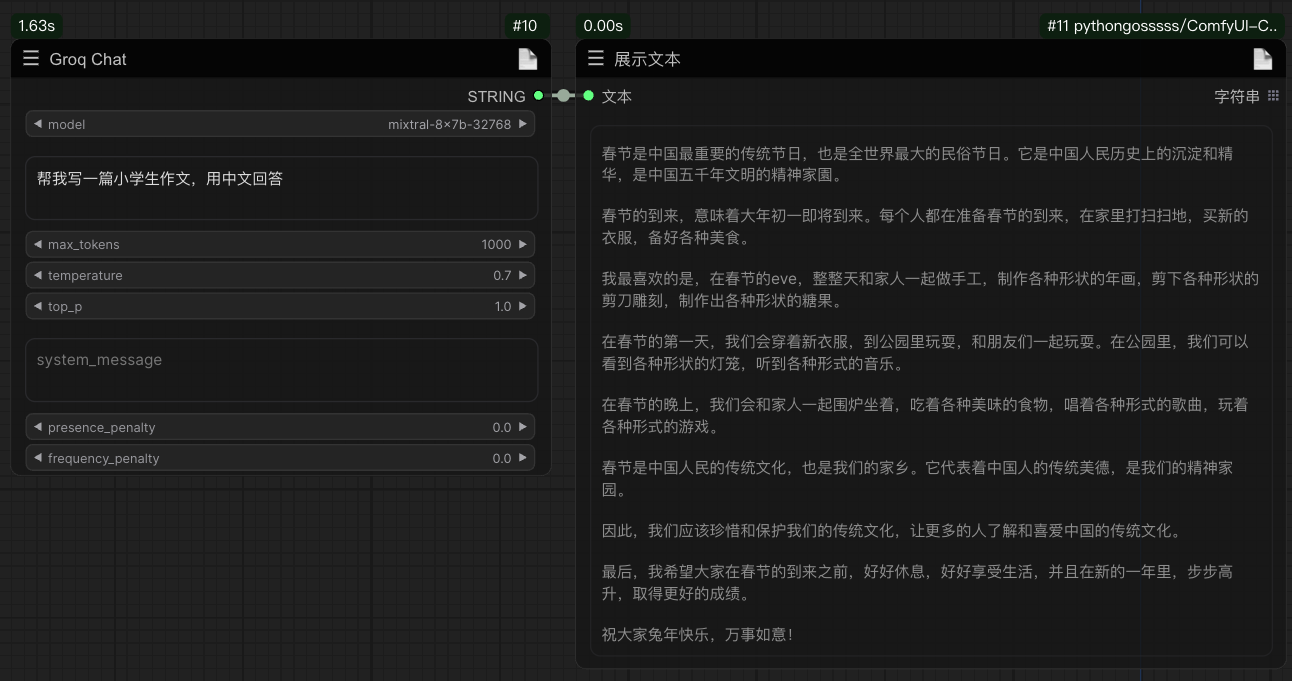 1.63s
#10
Groq Chat
STRING
model
mixtral-8x7b-32768
帮我写一篇小学生作文，用中文回答
max_tokens
1000
temperature
0.7
top_p
1.0
system_message
presence_penalty
0.0
frequency_penalty
0.0
0.00s
#11 pythongosssss/ComfyUI-C..
展示文本
文本
字符串
春节是中国最重要的传统节日，也是全世界最大的民俗节日。它是中国人民历史上的沉淀和精
华，是中国五千年文明的精神家園。
春节的到来，意味着大年初一即将到来。每个人都在准备春节的到来，在家里打扫扫地，买新的
衣服，备好各种美食。
我最喜欢的是，在春节的eve，整整天和家人一起做手工，制作各种形状的年画，剪下各种形状的
剪刀雕刻，制作出各种形状的糖果。
在春节的第一天，我们会穿着新衣服，到公园里玩耍，和朋友们一起玩耍。在公园里，我们可以
看到各种形状的灯笼，听到各种形式的音乐。
在春节的晚上，我们会和家人一起围炉坐着，吃着各种美味的食物，唱着各种形式的歌曲，玩着
各种形式的游戏。
春节是中国人民的传统文化，也是我们的家乡。它代表着中国人的传统美德，是我们的精神家
园。
因此，我们应该珍惜和保护我们的传统文化，让更多的人了解和喜爱中国的传统文化。
最后，我希望大家在春节的到来之前，好好休息，好好享受生活，并且在新的一年里，步步高
升，取得更好的成绩。
祝大家兔年快乐，万事如意！